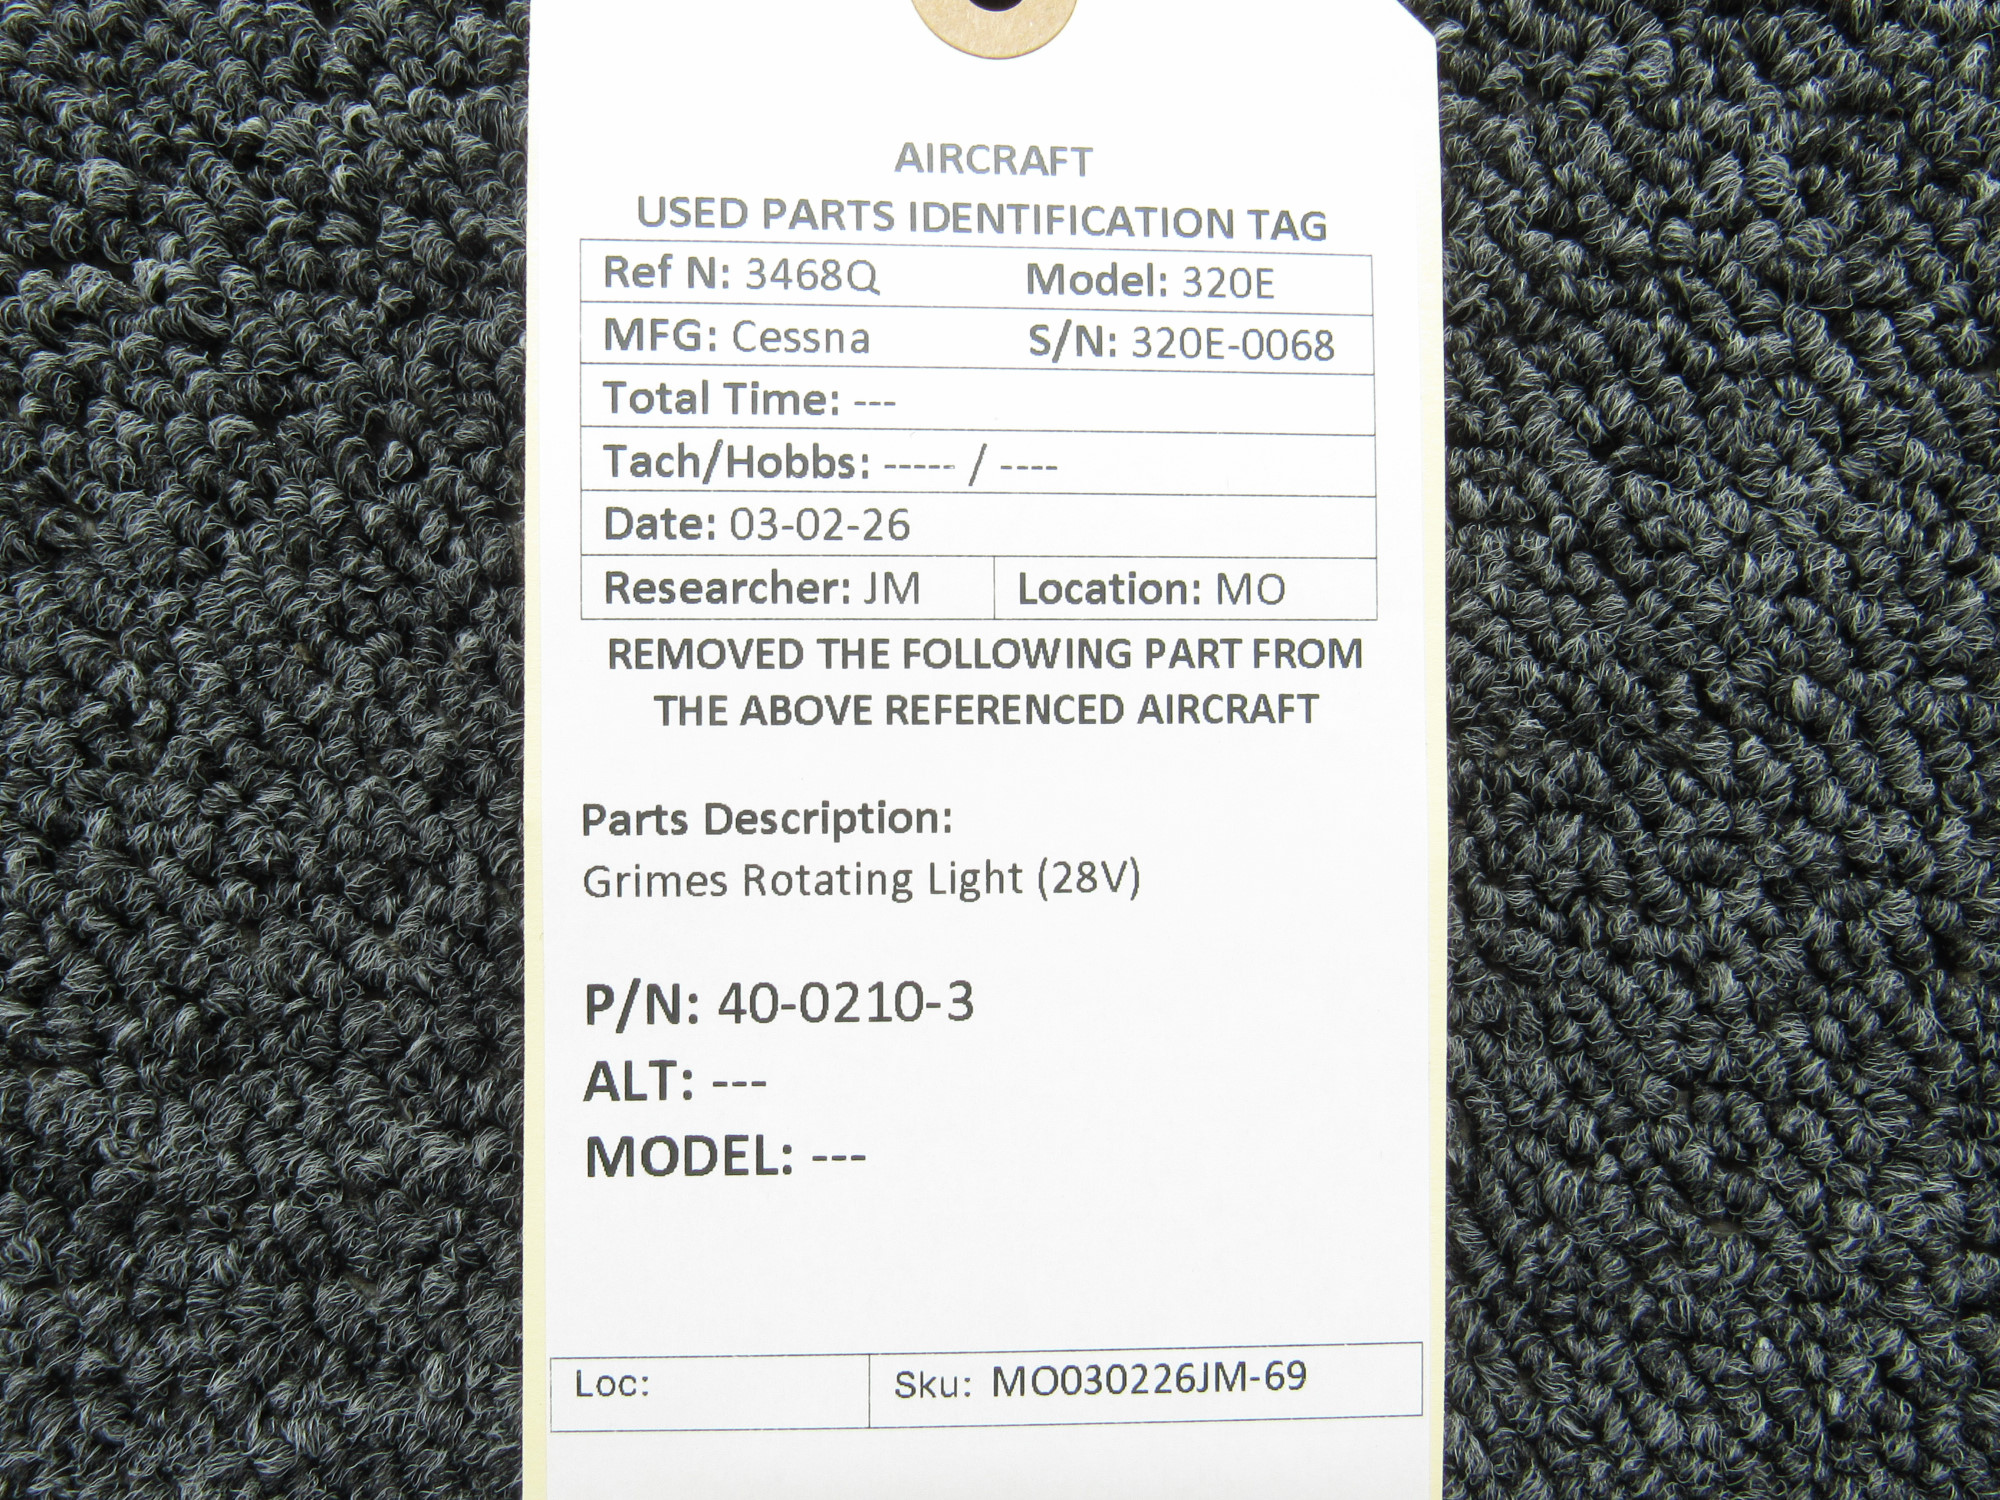 AIRCRAFT
USED PARTS IDENTIFICATION TAG
Ref N: 3468Q Model: 320E
MFG: Cessna S/N: 320E-0068
Total Time: ---
Tach/Hobbs: ----- / ----
Date: 03-02-26
Researcher: JM Location: MO
REMOVED THE FOLLOWING PART FROM
THE ABOVE REFERENCED AIRCRAFT
Parts Description:
Grimes Rotating Light (28V)
P/N: 40-0210-3
ALT: ---
MODEL: ---
Loc: Sku: MO030226JM-69